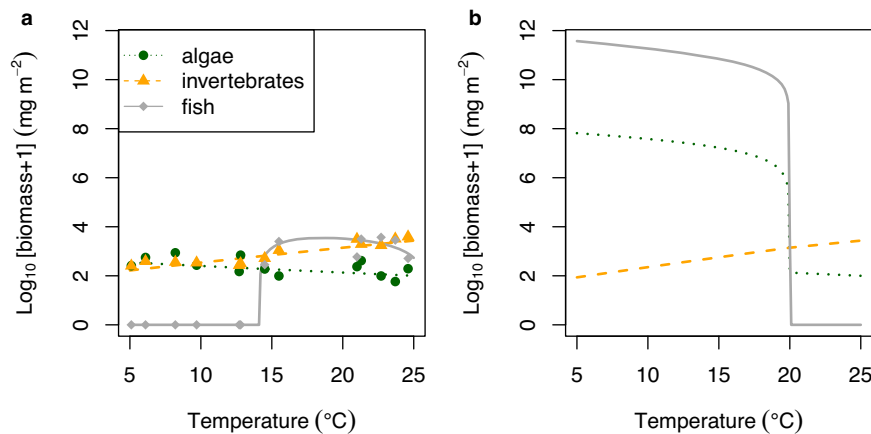 a
12
10
8
6
4
2
0
Log10 [biomass+1] (mg m−2)
algae
invertebrates
fish
5 10 15 20 25
Temperature (°C)
b
12
10
8
6
4
2
0
Log10 [biomass+1] (mg m−2)
5 10 15 20 25
Temperature (°C)